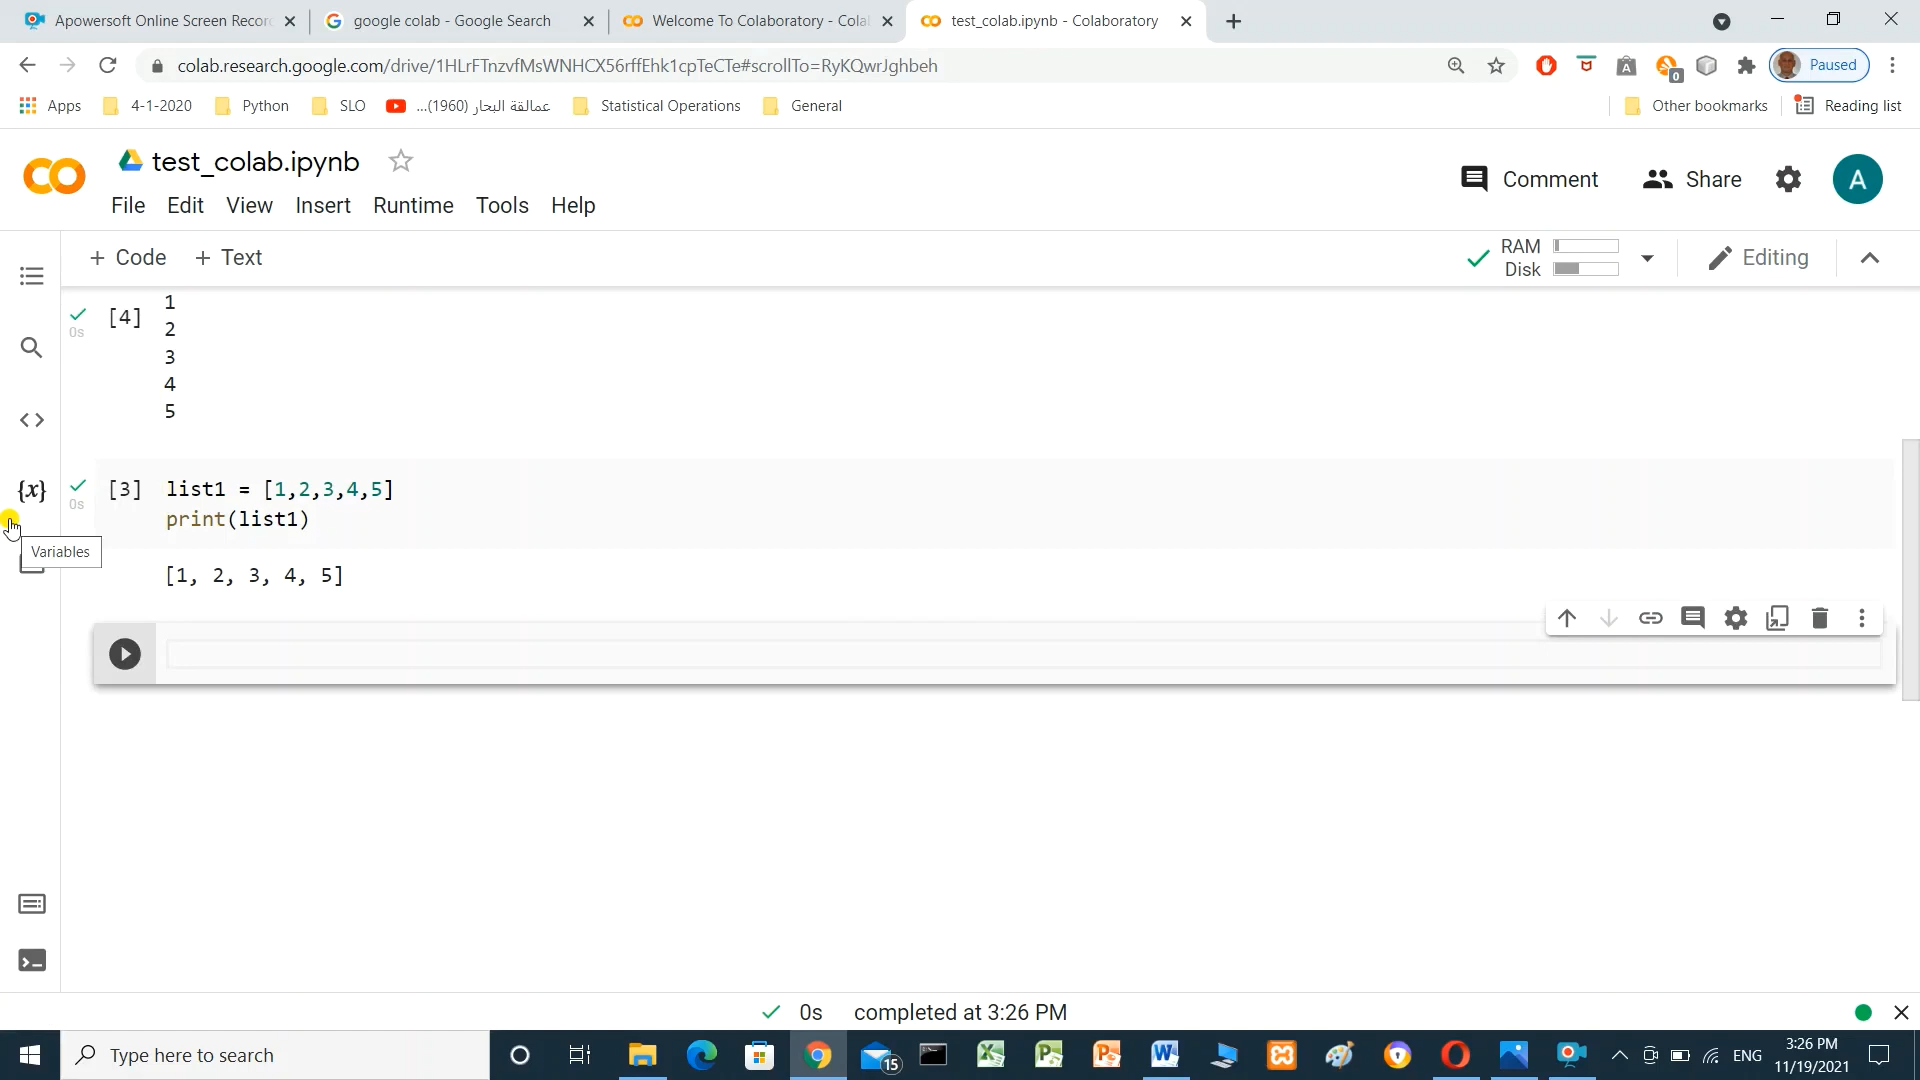 Apowersoft Online Screen Recor
google colab - Google Search
Welcome To Colaboratory - Cola
test_colab.ipynb - Colaboratory
colab.research.google.com/drive/1HLrFTnzvfMsWNHCX56rffEhk1cpTeCTe#scrollTo=RyKQwrJghbeh
0
Paused
Apps
4-1-2020
Python
SLO
عمالقة البحار (1960)...
Statistical Operations
General
Other bookmarks
Reading list
test_colab.ipynb
Comment
Share
A
File Edit View Insert Runtime Tools Help
+ Code + Text
RAM
Disk
Editing
[4]
0s
1
2
3
4
5
{x}
[3]
0s
list1 = [1,2,3,4,5]
print(list1)
Variables
[1, 2, 3, 4, 5]
0s completed at 3:26 PM
Type here to search
15
ENG
3:26 PM
11/19/2021